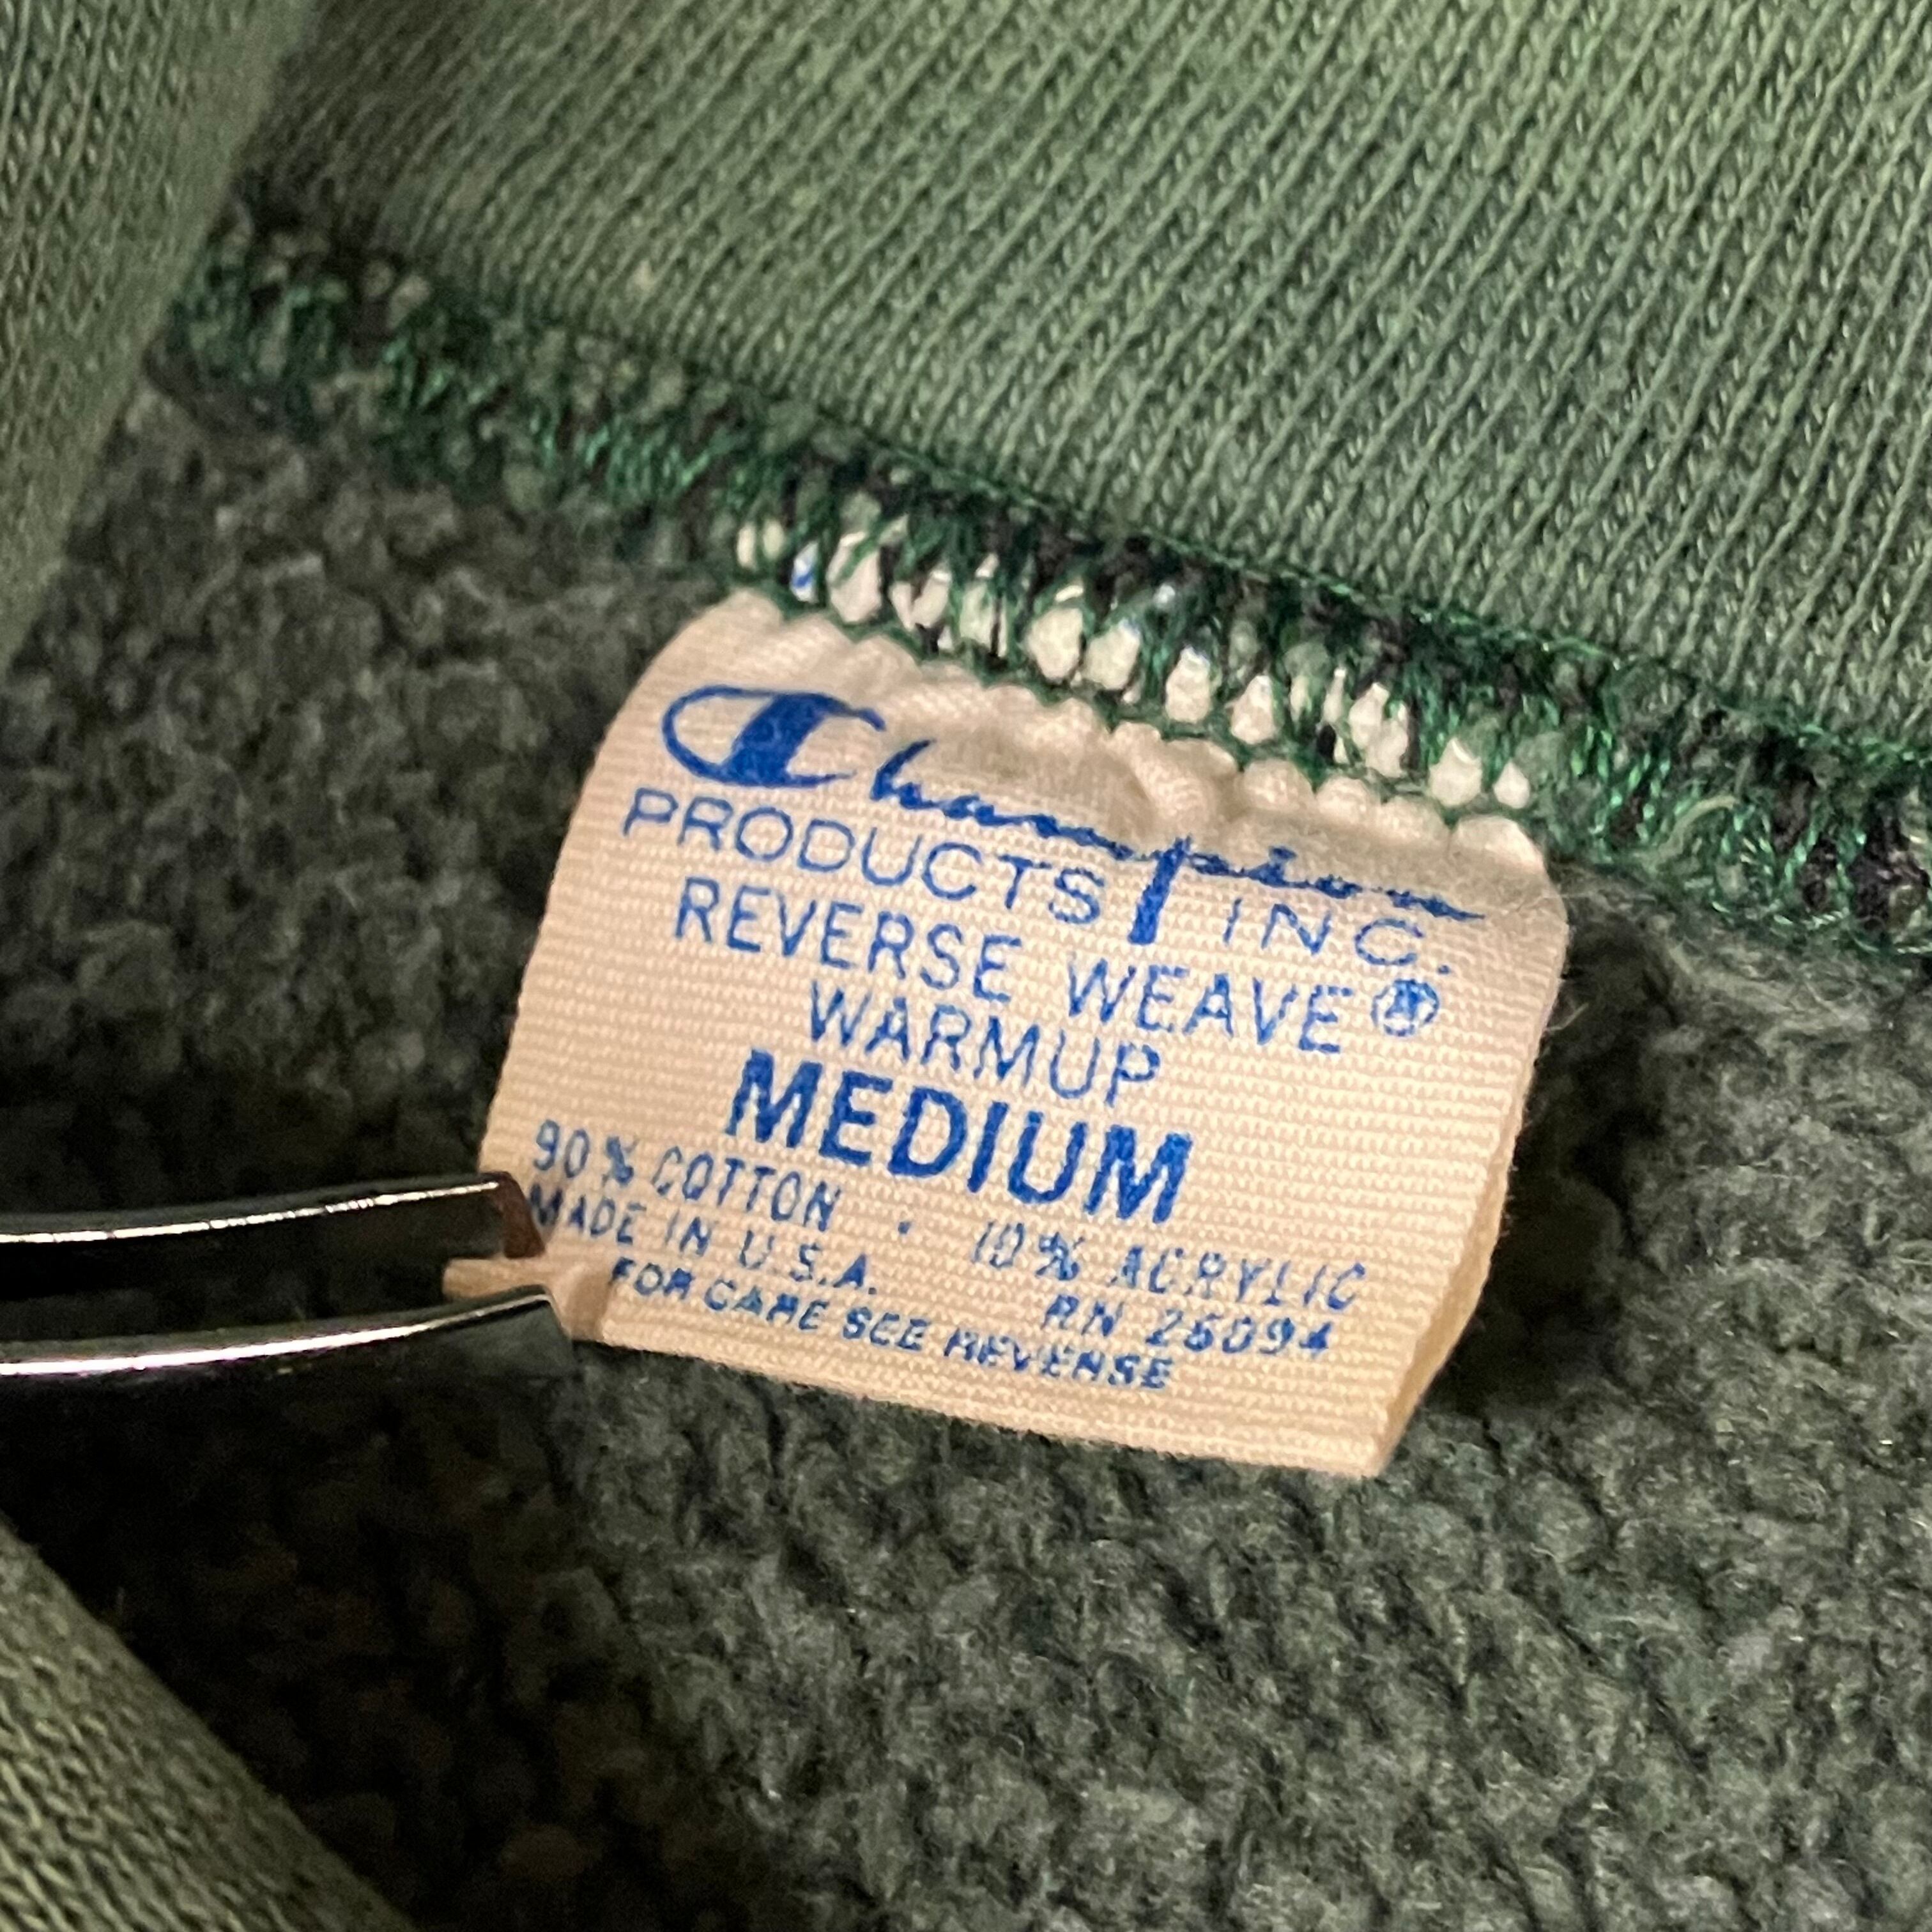 Champion
PRODUCTS INC.
REVERSE WEAVE®
WARMUP
MEDIUM
90% COTTON · 10% ACRYLIC
MADE IN U.S.A. RN 26094
FOR CARE SEE REVERSE